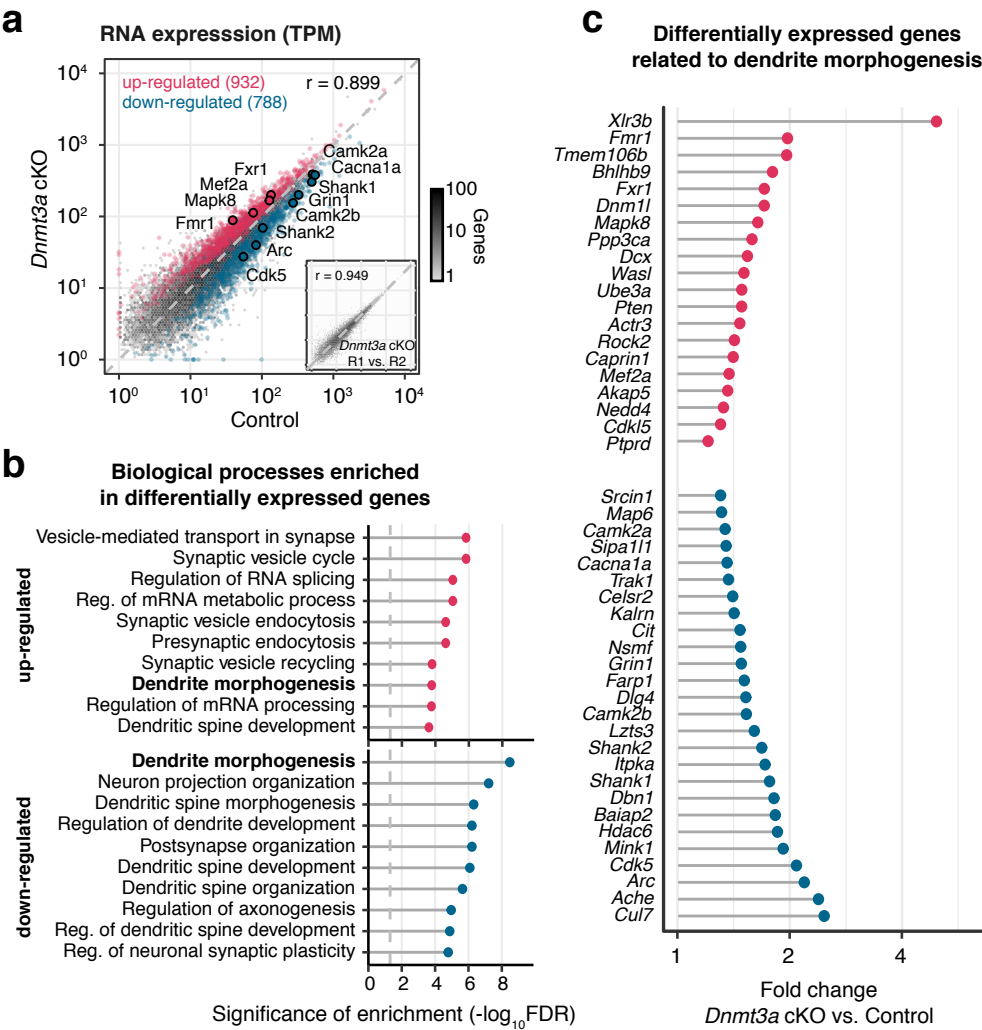 a
RNA expresssion (TPM)
10⁴
10³
10²
10¹
10⁰
Dnmt3a cKO
up-regulated (932)
down-regulated (788)
r = 0.899
Camk2a
Cacna1a
Fxr1
Mef2a
Shank1
Mapk8
Grin1
Camk2b
Fmr1
Shank2
Arc
Cdk5
r = 0.949
Dnmt3a cKO
R1 vs. R2
10⁰ 10¹ 10² 10³ 10⁴
Control
100
10
1
Genes
b
Biological processes enriched
in differentially expressed genes
up-regulated
Vesicle-mediated transport in synapse
Synaptic vesicle cycle
Regulation of RNA splicing
Reg. of mRNA metabolic process
Synaptic vesicle endocytosis
Presynaptic endocytosis
Synaptic vesicle recycling
Dendrite morphogenesis
Regulation of mRNA processing
Dendritic spine development
down-regulated
Dendrite morphogenesis
Neuron projection organization
Dendritic spine morphogenesis
Regulation of dendrite development
Postsynapse organization
Dendritic spine development
Dendritic spine organization
Regulation of axonogenesis
Reg. of dendritic spine development
Reg. of neuronal synaptic plasticity
0 2 4 6 8
Significance of enrichment (-log₁₀FDR)
c
Differentially expressed genes
related to dendrite morphogenesis
Xlr3b
Fmr1
Tmem106b
Bhlhb9
Fxr1
Dnm1l
Mapk8
Ppp3ca
Dcx
Wasl
Ube3a
Pten
Actr3
Rock2
Caprin1
Mef2a
Akap5
Nedd4
Cdkl5
Ptprd
Srcin1
Map6
Camk2a
Sipa1l1
Cacna1a
Trak1
Celsr2
Kalrn
Cit
Nsmf
Grin1
Farp1
Dlg4
Camk2b
Lzts3
Shank2
Itpka
Shank1
Dbn1
Baiap2
Hdac6
Mink1
Cdk5
Arc
Ache
Cul7
1 2 4
Fold change
Dnmt3a cKO vs. Control